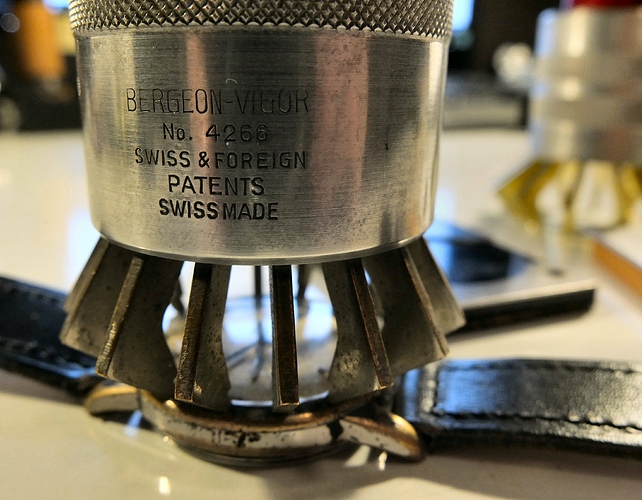 BERGEON-VIGOR
No. 4266
SWISS & FOREIGN
PATENTS
SWISS MADE